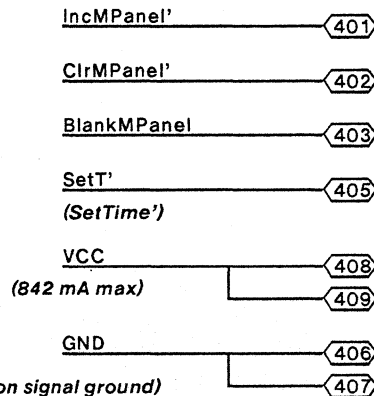 IncMPanel' 401
ClrMPanel' 402
BlankMPanel 403
SetT' 405
(SetTime')
VCC 408
(842 mA max) 409
GND 406
on signal ground) 407